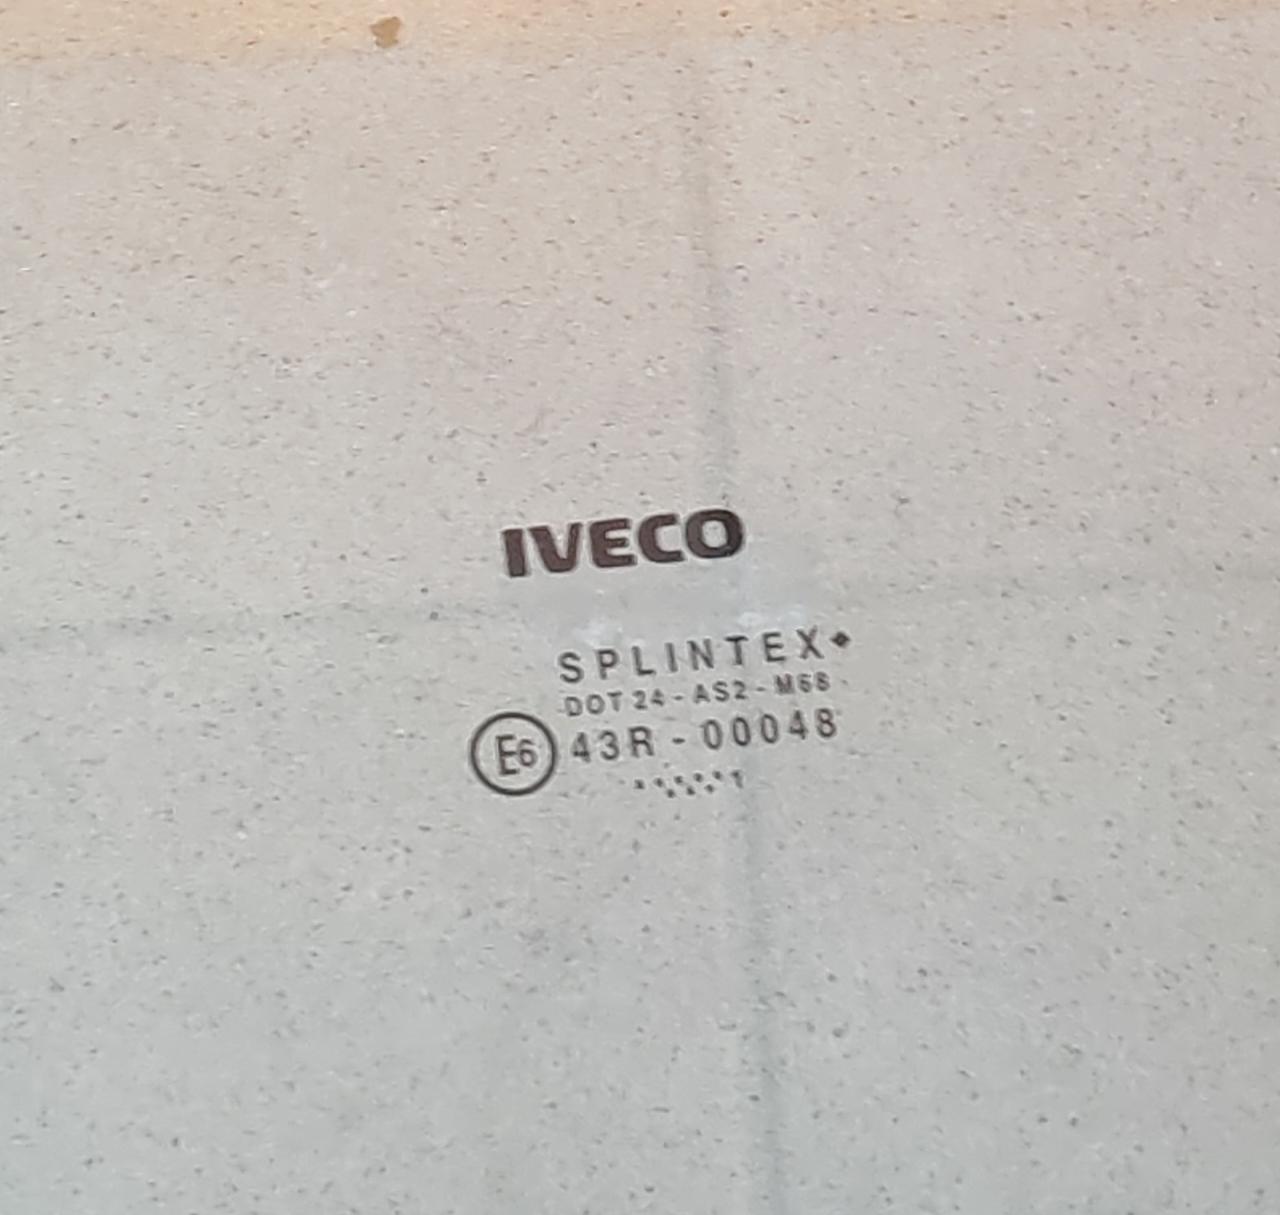 IVECO
SPLINTEX
DOT 24 - AS2 - M68
E6 43R - 00048